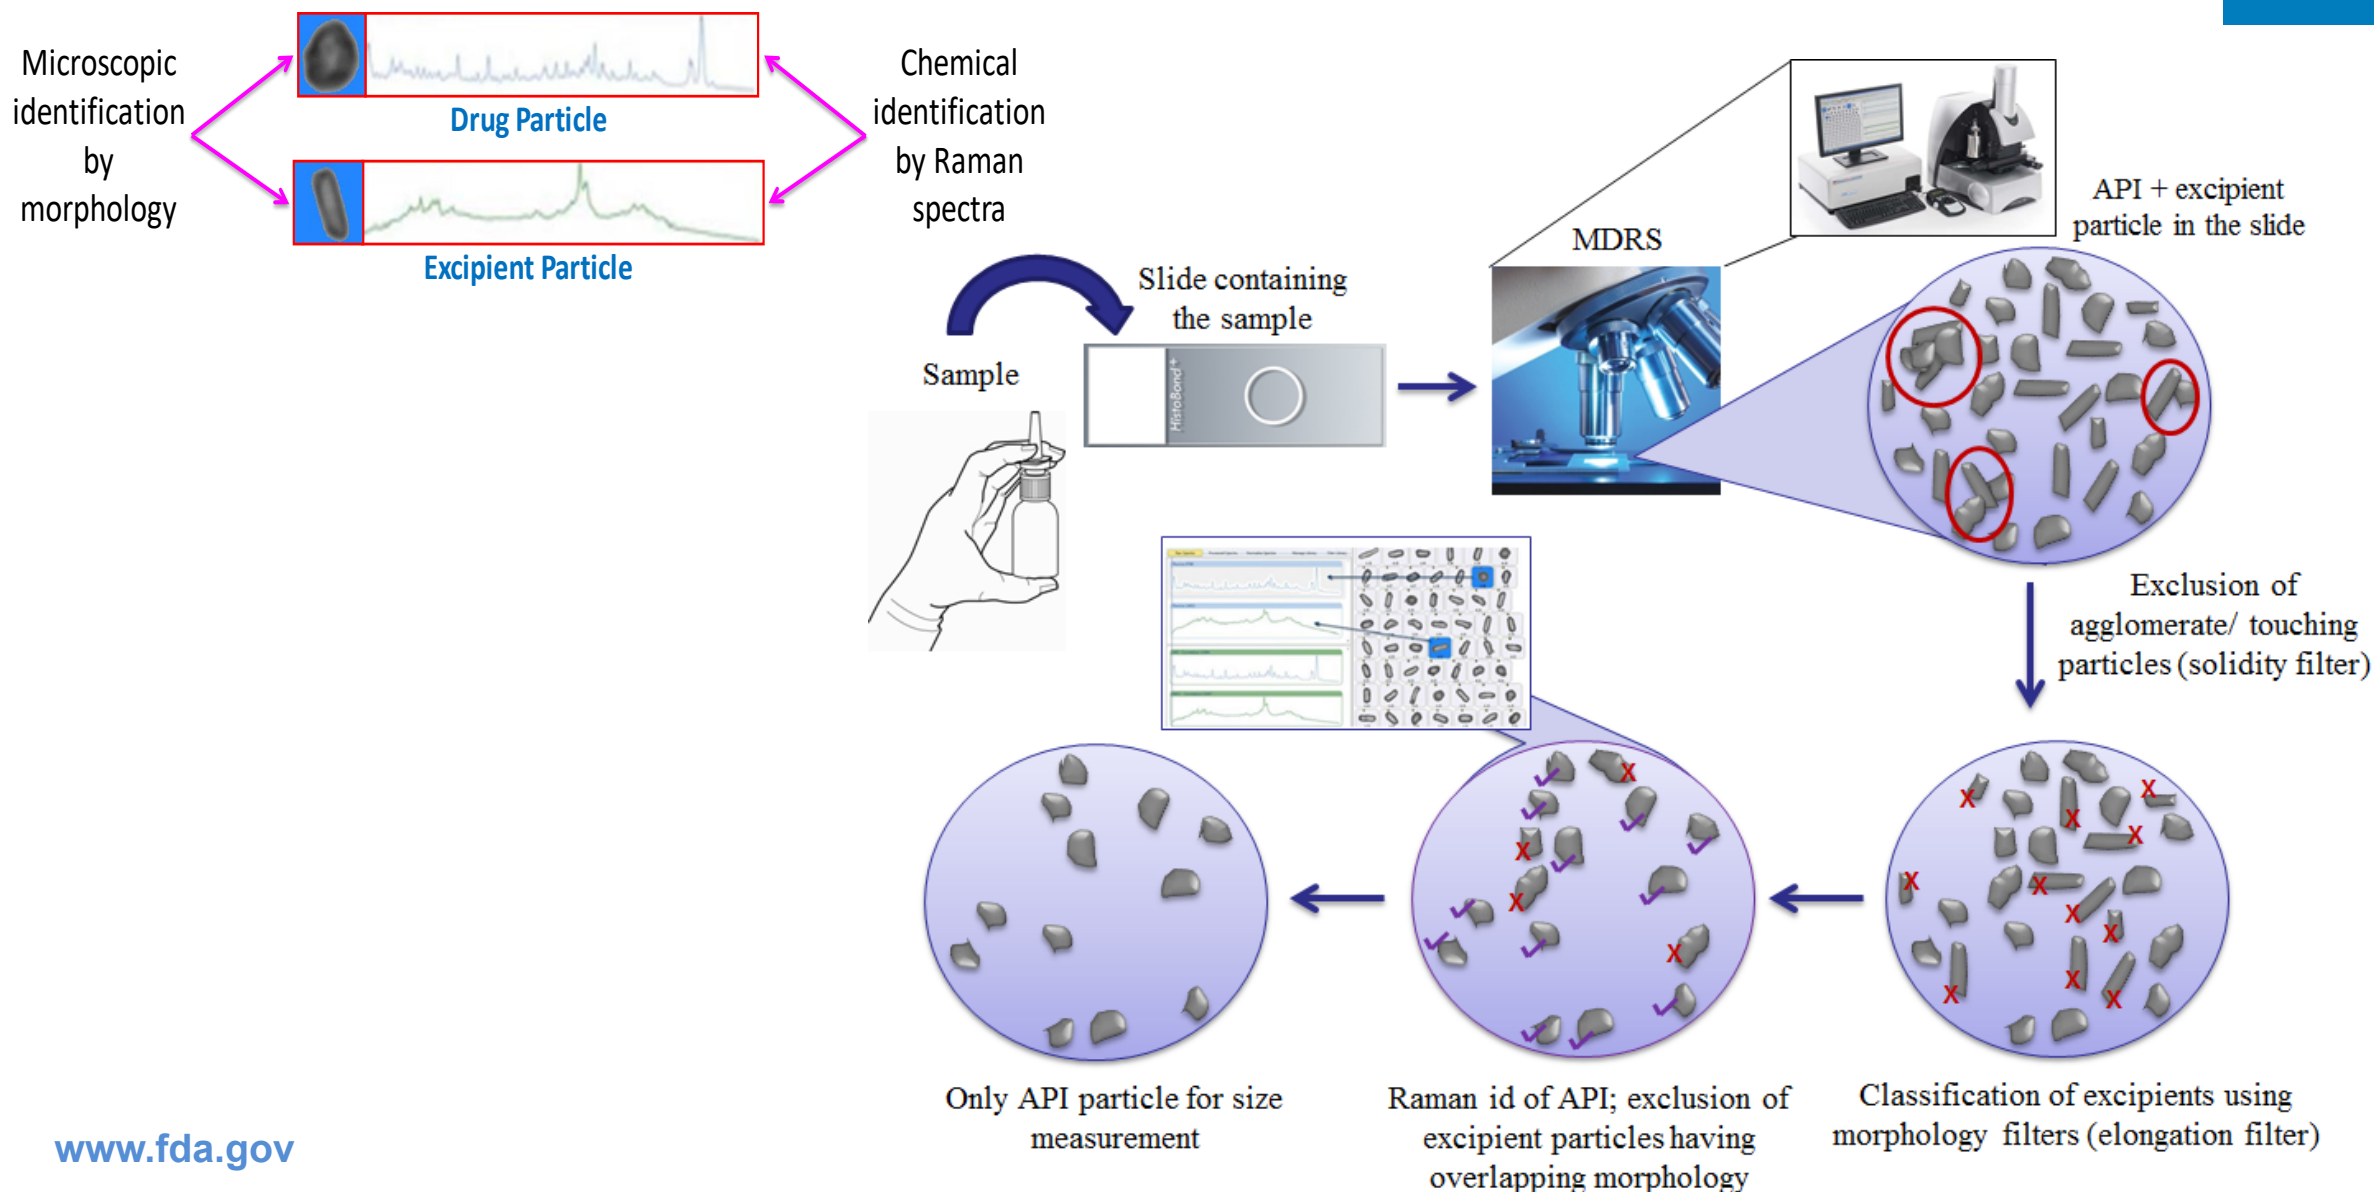 Microscopic
identification
by
morphology
Drug Particle
Excipient Particle
Chemical
identification
by Raman
spectra
Sample
Slide containing
the sample
HistoBond+
MDRS
API + excipient
particle in the slide
Exclusion of
agglomerate/ touching
particles (solidity filter)
Classification of excipients using
morphology filters (elongation filter)
Raman id of API; exclusion of
excipient particles having
overlapping morphology
Only API particle for size
measurement
www.fda.gov